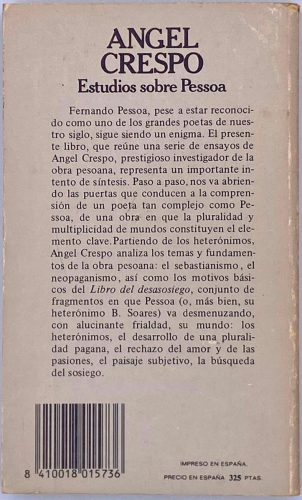 ANGEL
CRESPO
Estudios sobre Pessoa
Fernando Pessoa, pese a estar reconoci-
do como uno de los grandes poetas de nues-
tro siglo, sigue siendo un enigma. El presen-
te libro, que reúne una serie de ensayos de
Angel Crespo, prestigioso investigador de la
obra pesoana, representa un importante in-
tento de síntesis. Paso a paso, nos va abrien-
do las puertas que conducen a la compren-
sión de un poeta tan complejo como Pe-
ssoa, de una obra en que la pluralidad y
multiplicidad de mundos constituyen el ele-
mento clave.Partiendo de los heterónimos,
Angel Crespo analiza los temas y fundamen-
tos de la obra pesoana: el sebastianismo, el
neopaganismo, así como los motivos bási-
cos del Libro del desasosiego, conjunto de
fragmentos en que Pessoa (o, más bien, su
heterónimo B. Soares) va desmenuzando,
con alucinante frialdad, su mundo: los
heterónimos, el desarrollo de una plurali-
dad pagana, el rechazo del amor y de las
pasiones, el paisaje subjetivo, la búsqueda
del sosiego.
8 410018 015736
IMPRESO EN ESPAÑA.
PRECIO EN ESPAÑA 325 PTAS.